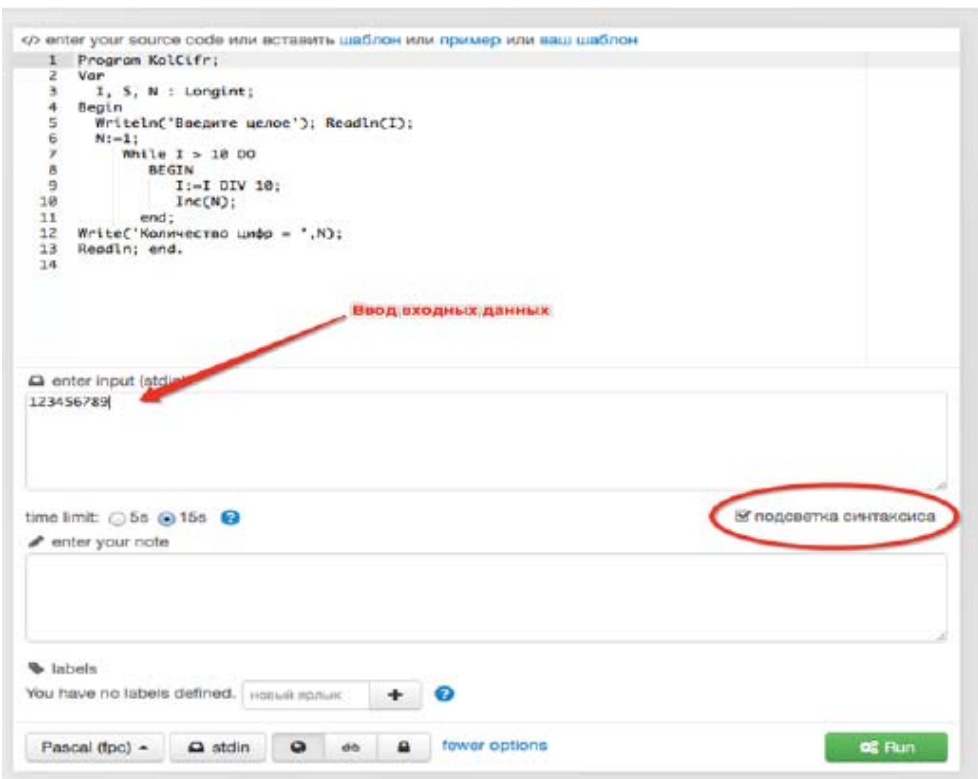 </> enter your source code или вставить шаблон или пример или ваш шаблон
1 Program KolCifr;
2 Var
3 I, S, N : Longint;
4 Begin
5 Writeln('Введите целое'); Readln(I);
6 N:=1;
7 While I > 10 DO
8 BEGIN
9 I:=I DIV 10;
10 Inc(N);
11 end;
12 Write('Количество цифр = ',N);
13 Readln; end.
14
Ввод входных данных
enter input (stdin)
123456789
time limit: 5s 15s ?
подсветка синтаксиса
enter your note
labels
You have no labels defined. новый ярлык + ?
Pascal (fpc) stdin fewer options Run